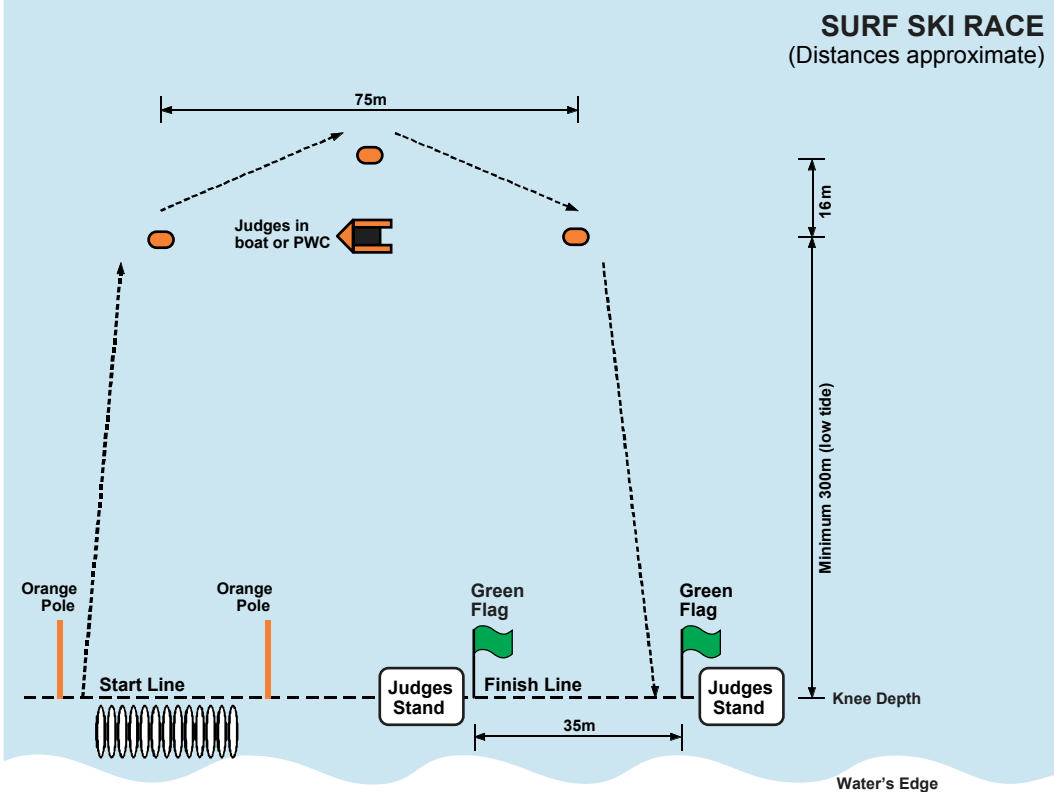 SURF SKI RACE
(Distances approximate)
75m
16m
Judges in
boat or PWC
Minimum 300m (low tide)
Orange
Pole
Orange
Pole
Green
Flag
Green
Flag
Start Line
Judges
Stand
Finish Line
Judges
Stand
Knee Depth
35m
Water's Edge